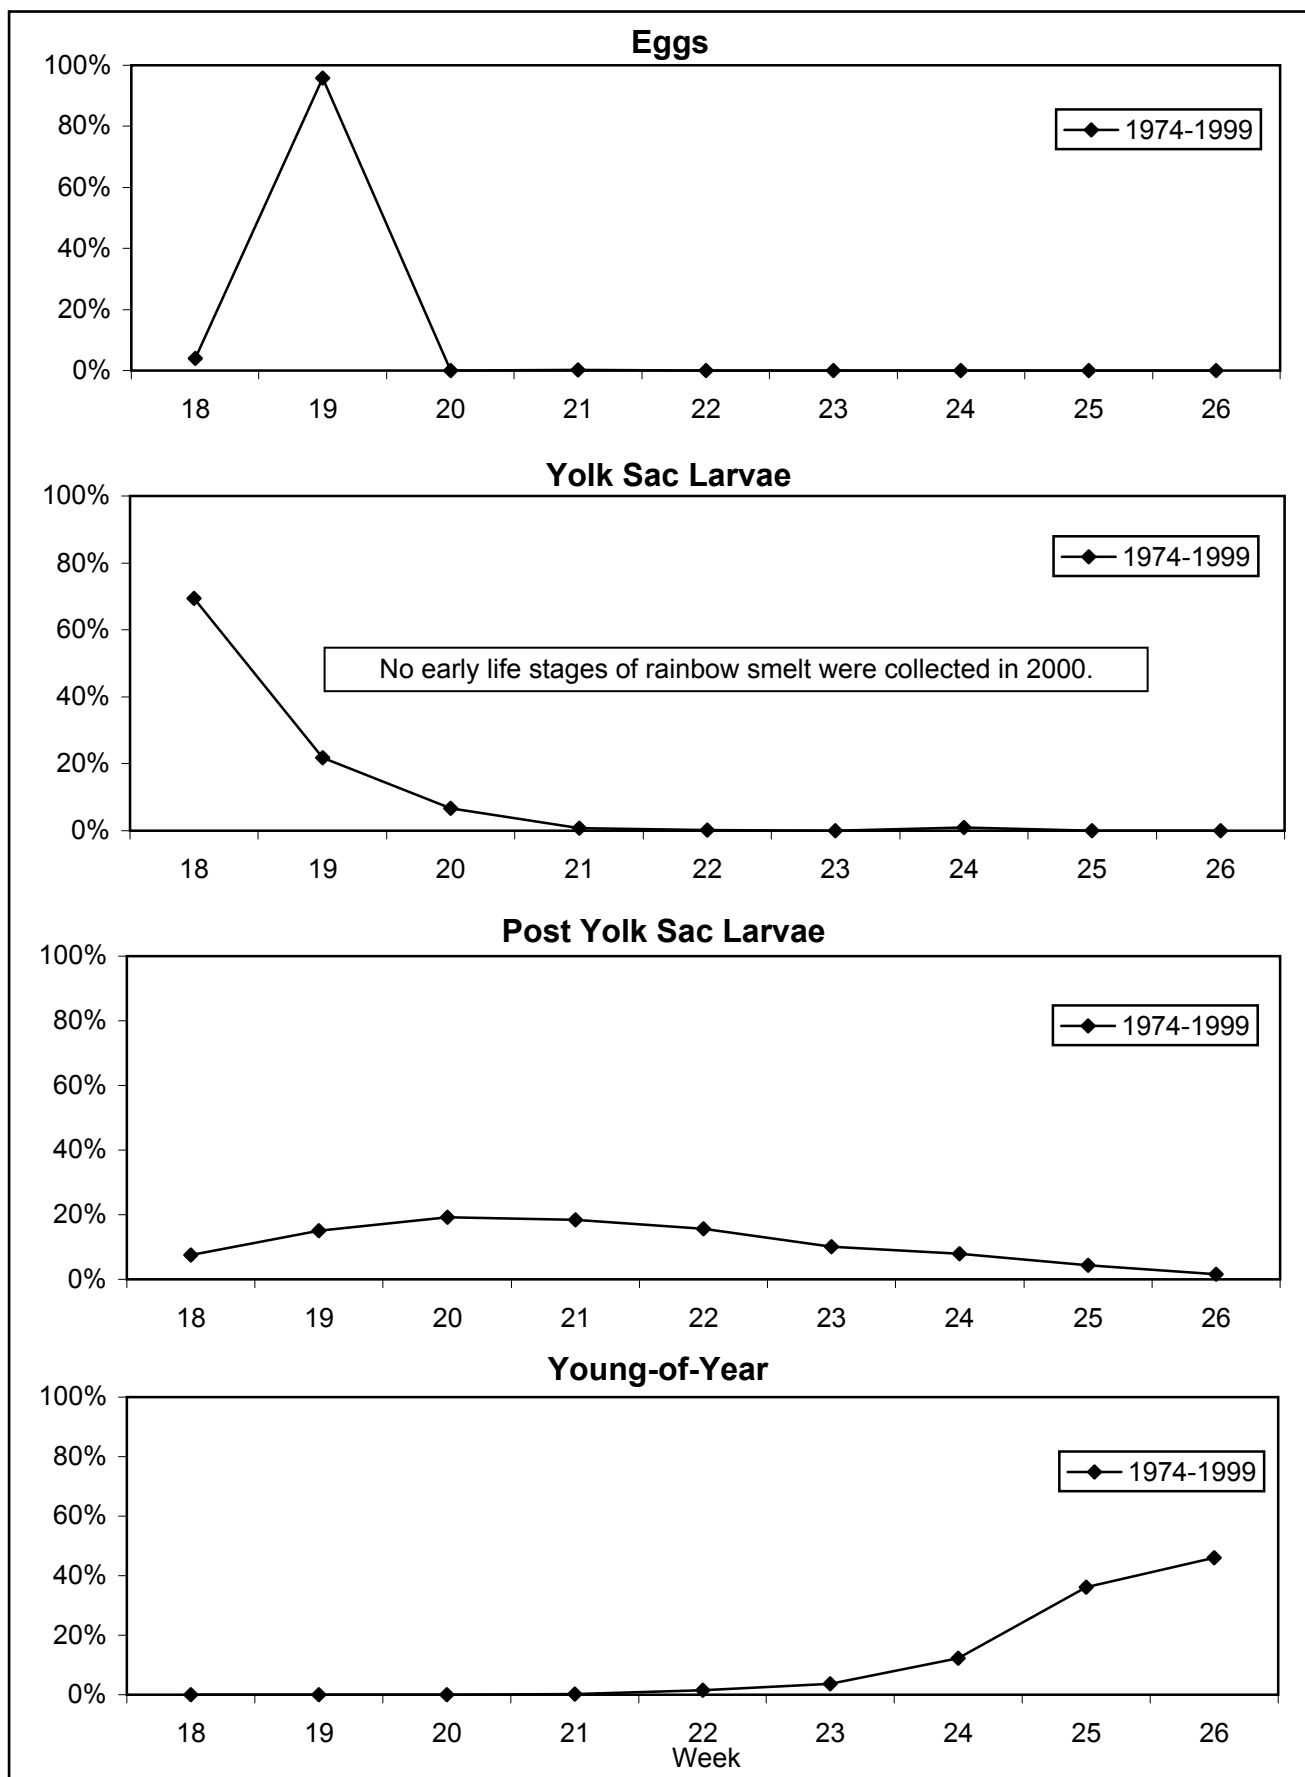 Eggs
100%
80%
60%
40%
20%
0%
1974-1999
18 19 20 21 22 23 24 25 26
Yolk Sac Larvae
100%
80%
60%
40%
20%
0%
1974-1999
No early life stages of rainbow smelt were collected in 2000.
18 19 20 21 22 23 24 25 26
Post Yolk Sac Larvae
100%
80%
60%
40%
20%
0%
1974-1999
18 19 20 21 22 23 24 25 26
Young-of-Year
100%
80%
60%
40%
20%
0%
1974-1999
18 19 20 21 22 23 24 25 26
Week